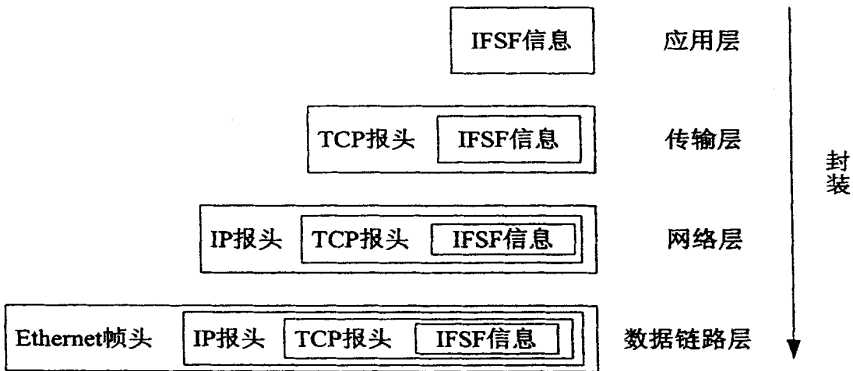 IFSF信息 应用层
TCP报头 IFSF信息 传输层
IP报头 TCP报头 IFSF信息 网络层
Ethernet帧头 IP报头 TCP报头 IFSF信息 数据链路层
封装